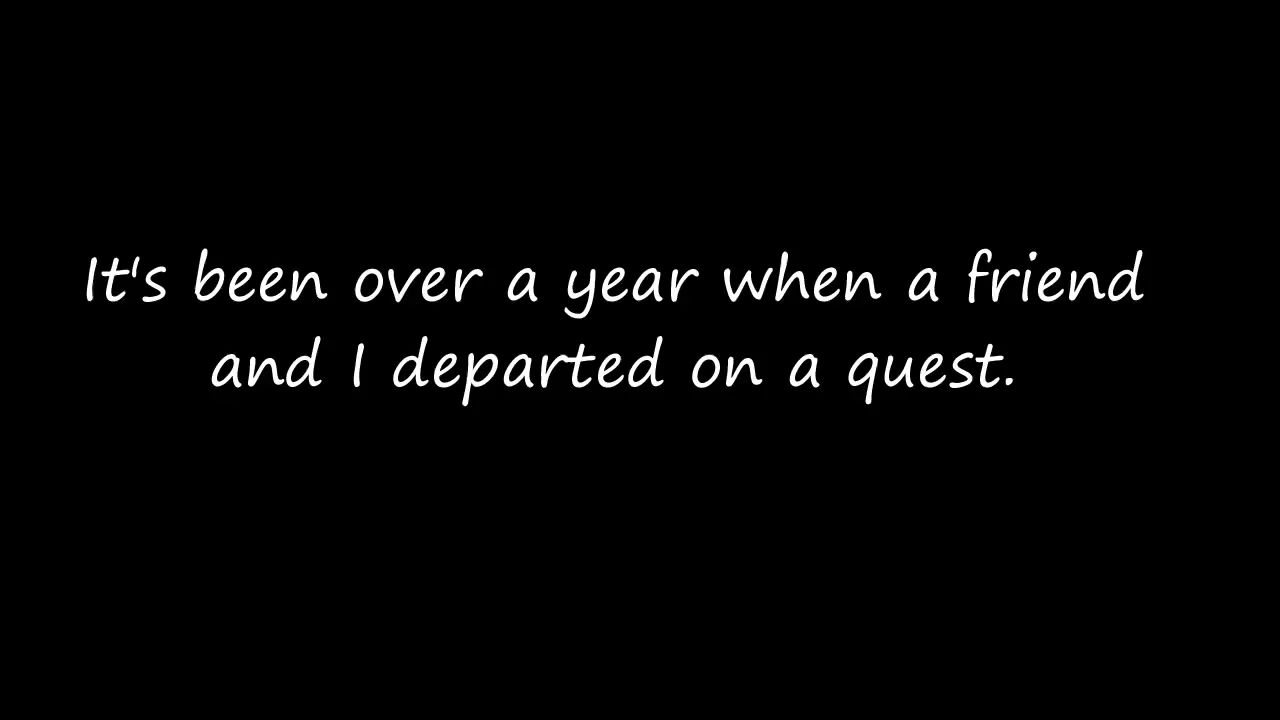 It's been over a year when a friend
and I departed on a quest.